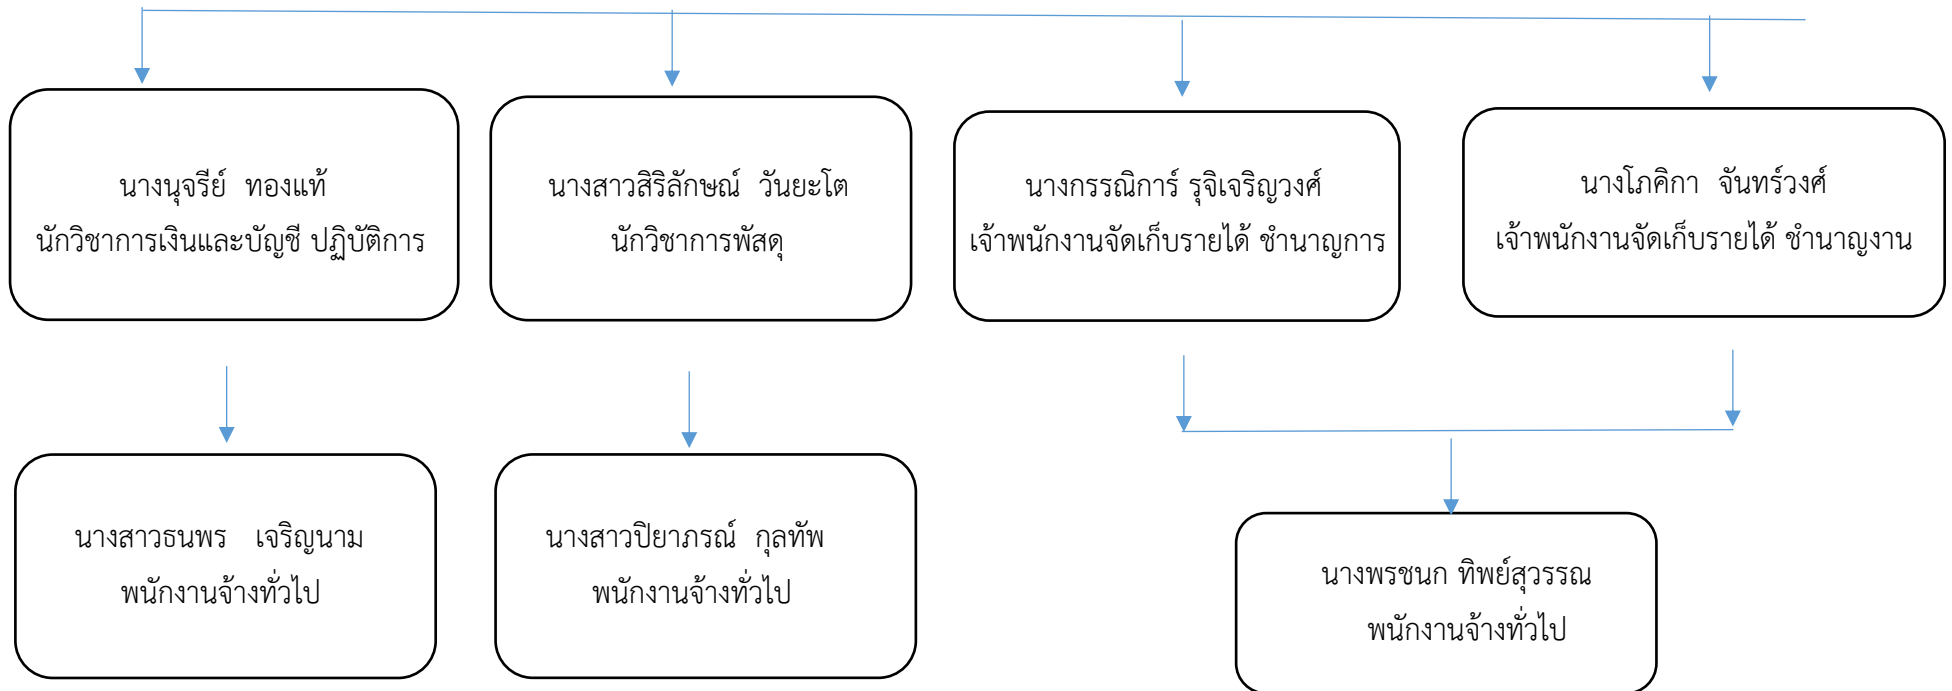 นางนุจรีย์  ทองแท้
นักวิชาการเงินและบัญชี ปฏิบัติการ
นางสาวสิริลักษณ์  วันยะโต
นักวิชาการพัสดุ
นางกรรณิการ์ รุจิเจริญวงศ์
เจ้าพนักงานจัดเก็บรายได้ ชำนาญการ
นางโภคิกา  จันทร์วงศ์
เจ้าพนักงานจัดเก็บรายได้ ชำนาญงาน
นางสาวธนพร   เจริญนาม
พนักงานจ้างทั่วไป
นางสาวปิยาภรณ์  กุลทัพ
พนักงานจ้างทั่วไป
นางพรชนก ทิพย์สุวรรณ
พนักงานจ้างทั่วไป